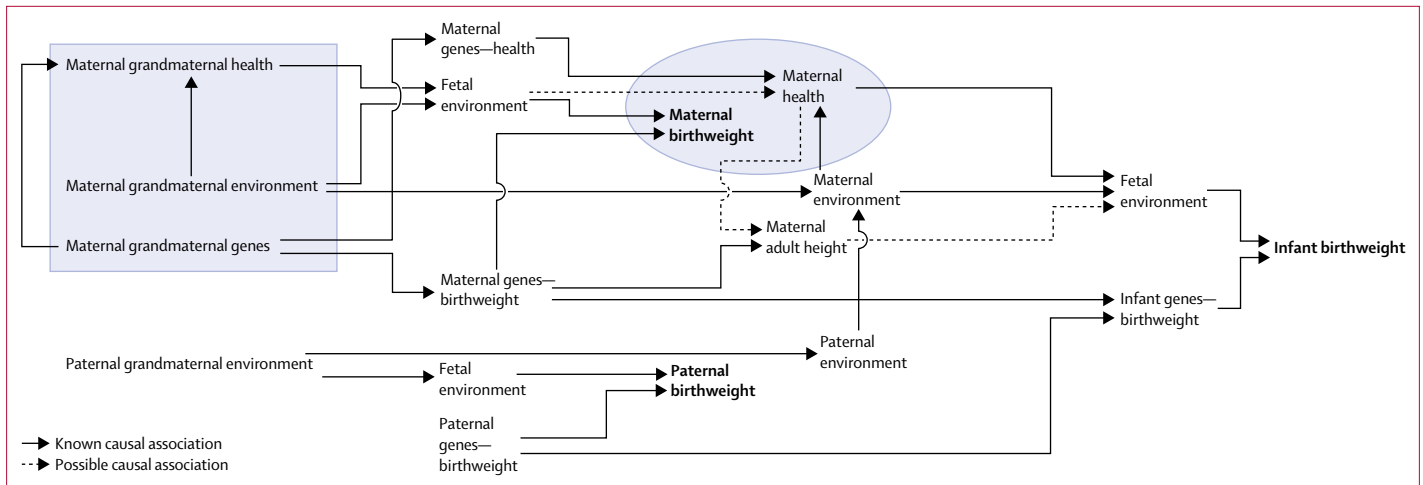 Maternal
genes—health
Maternal grandmaternal health
Fetal
environment
Maternal
health
Maternal
birthweight
Maternal grandmaternal environment
Maternal
environment
Fetal
environment
Maternal grandmaternal genes
Maternal
adult height
Infant birthweight
Maternal genes—
birthweight
Infant genes—
birthweight
Paternal grandmaternal environment
Paternal
environment
Fetal
environment
Paternal
birthweight
Paternal
genes—
birthweight
Known causal association
Possible causal association